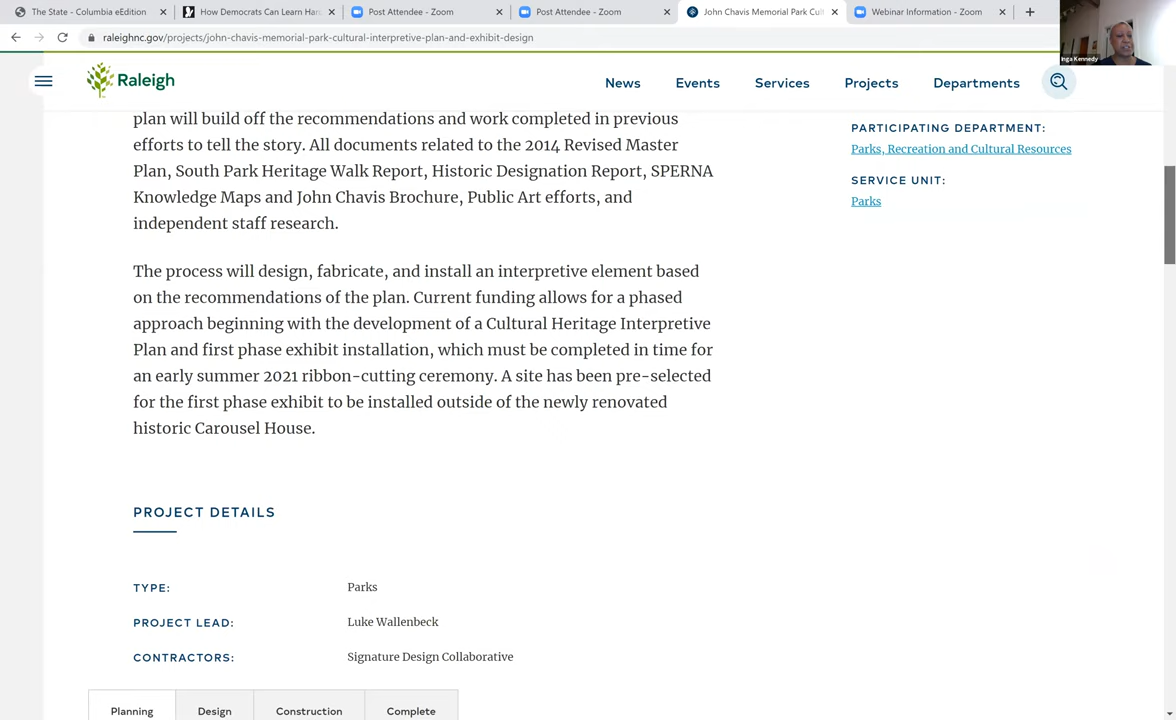 The State - Columbia eEdition
How Democrats Can Learn Har
Post Attendee - Zoom
Post Attendee - Zoom
John Chavis Memorial Park Cult
Webinar Information - Zoom
raleighnc.gov/projects/john-chavis-memorial-park-cultural-interpretive-plan-and-exhibit-design
Inga Kennedy
Raleigh
News
Events
Services
Projects
Departments
plan will build off the recommendations and work completed in previous
efforts to tell the story. All documents related to the 2014 Revised Master
Plan, South Park Heritage Walk Report, Historic Designation Report, SPERNA
Knowledge Maps and John Chavis Brochure, Public Art efforts, and
independent staff research.
The process will design, fabricate, and install an interpretive element based
on the recommendations of the plan. Current funding allows for a phased
approach beginning with the development of a Cultural Heritage Interpretive
Plan and first phase exhibit installation, which must be completed in time for
an early summer 2021 ribbon-cutting ceremony. A site has been pre-selected
for the first phase exhibit to be installed outside of the newly renovated
historic Carousel House.
PARTICIPATING DEPARTMENT:
Parks, Recreation and Cultural Resources
SERVICE UNIT:
Parks
PROJECT DETAILS
TYPE: Parks
PROJECT LEAD: Luke Wallenbeck
CONTRACTORS: Signature Design Collaborative
Planning
Design
Construction
Complete